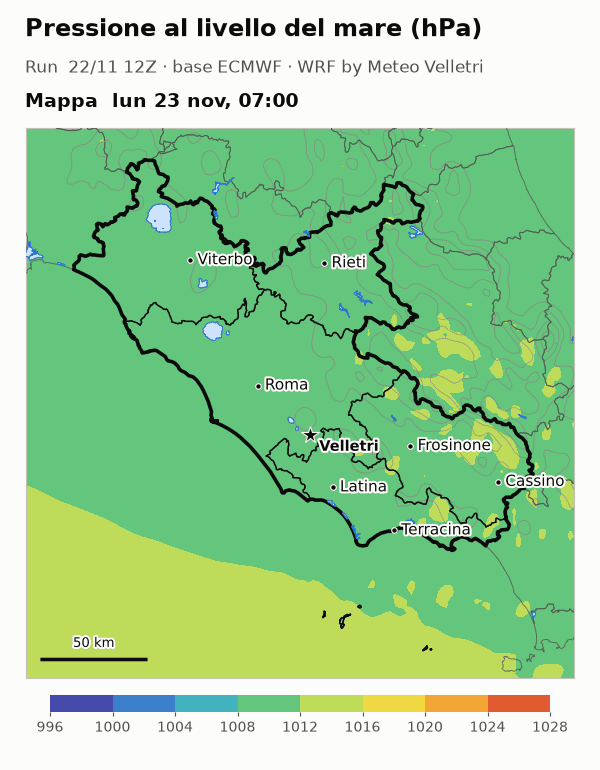 Pressione al livello del mare (hPa)
Run  22/11 12Z · base ECMWF · WRF by Meteo Velletri
Mappa  lun 23 nov, 07:00
Viterbo
Rieti
Roma
Velletri
Frosinone
Latina
Cassino
Terracina
50 km
996 1000 1004 1008 1012 1016 1020 1024 1028